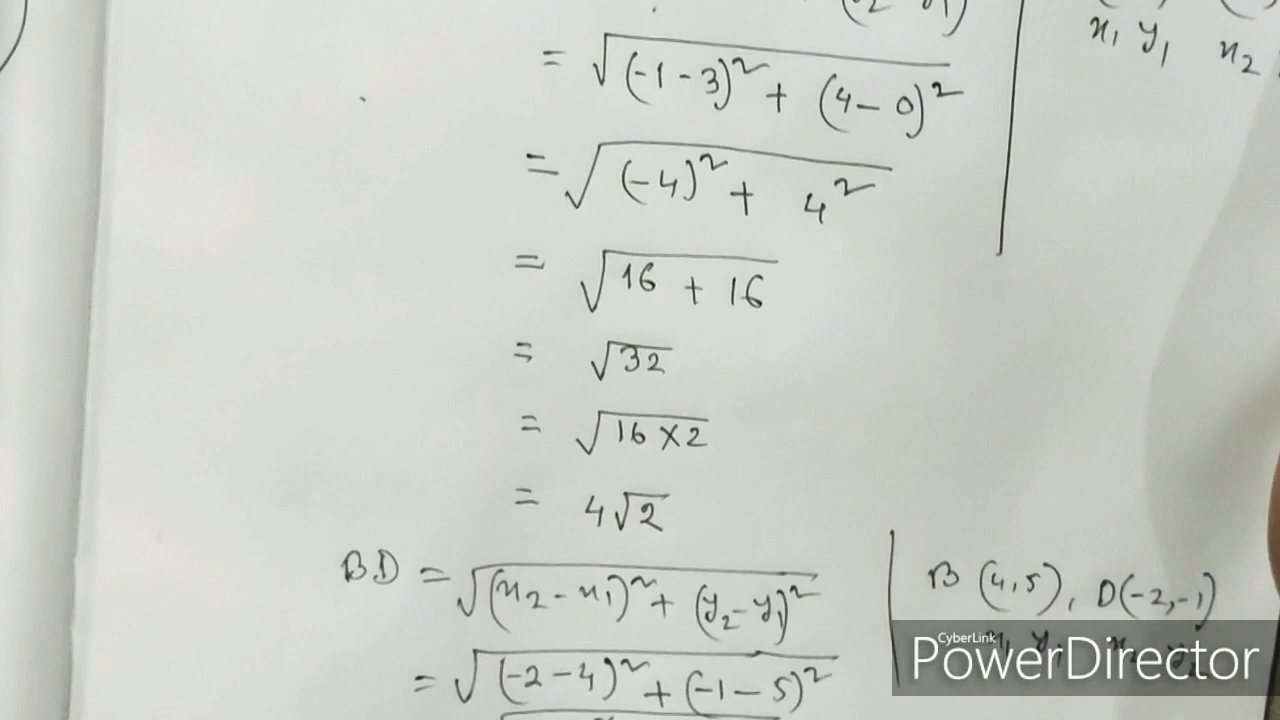 x₁ y₁ x₂
= √(-1 - 3)² + (4 - 0)²
= √(-4)² + 4²
= √16 + 16
= √32
= √16 × 2
= 4√2
BD = √(x₂ - x₁)² + (y₂ - y₁)²
B (4,5), D(-2,-1)
= √(-2 - 4)² + (-1 - 5)²
CyberLink
PowerDirector